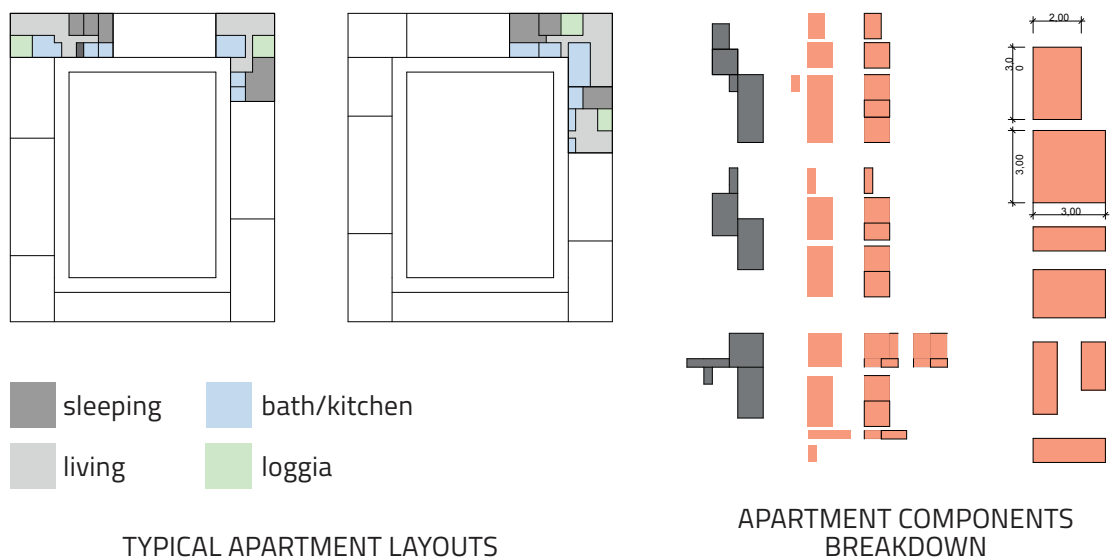 sleeping
bath/kitchen
living
loggia
TYPICAL APARTMENT LAYOUTS
2,00
3,0
0
3,00
3,00
APARTMENT COMPONENTS
BREAKDOWN